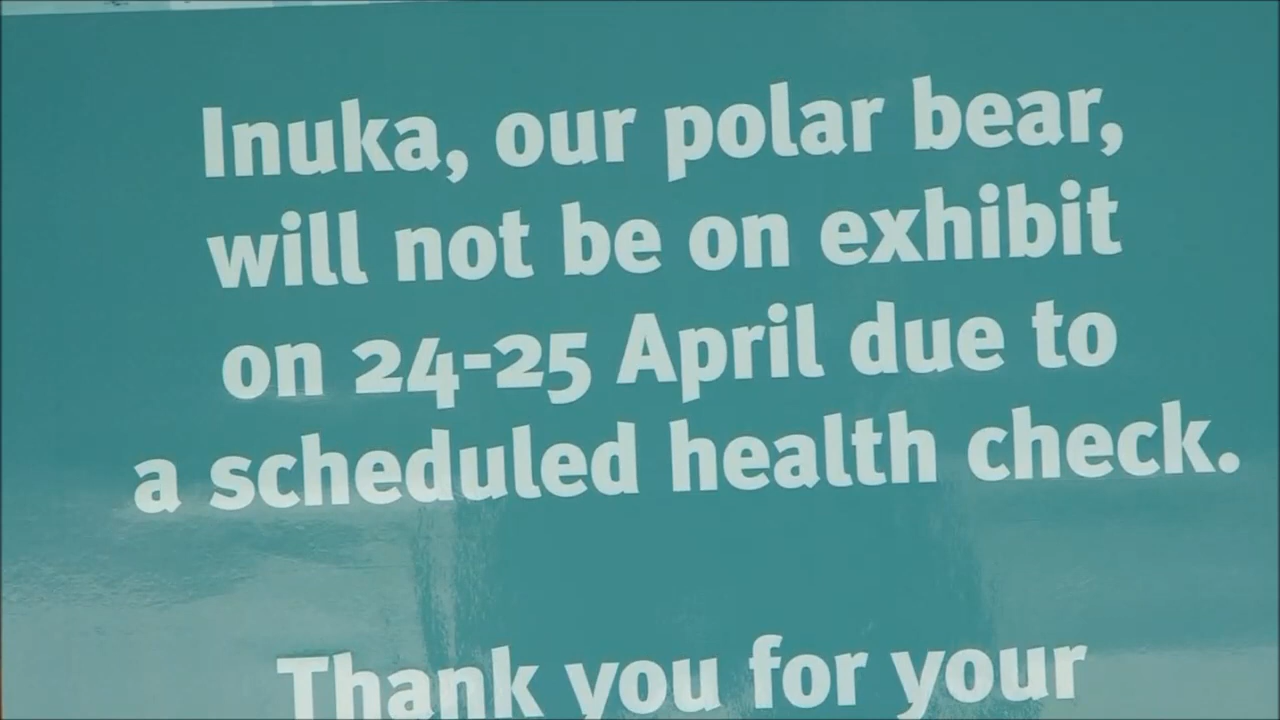 Inuka, our polar bear,
will not be on exhibit
on 24-25 April due to
a scheduled health check.
Thank you for your